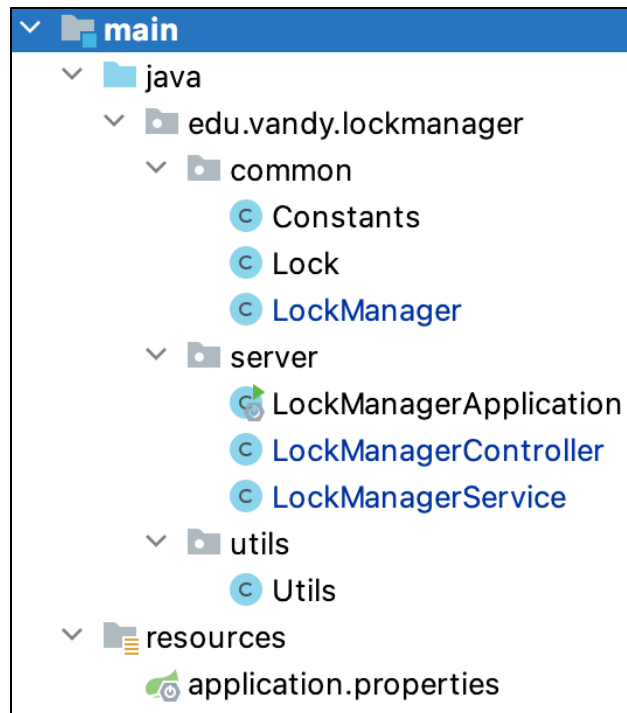 main
java
edu.vandy.lockmanager
common
Constants
Lock
LockManager
server
LockManagerApplication
LockManagerController
LockManagerService
utils
Utils
resources
application.properties